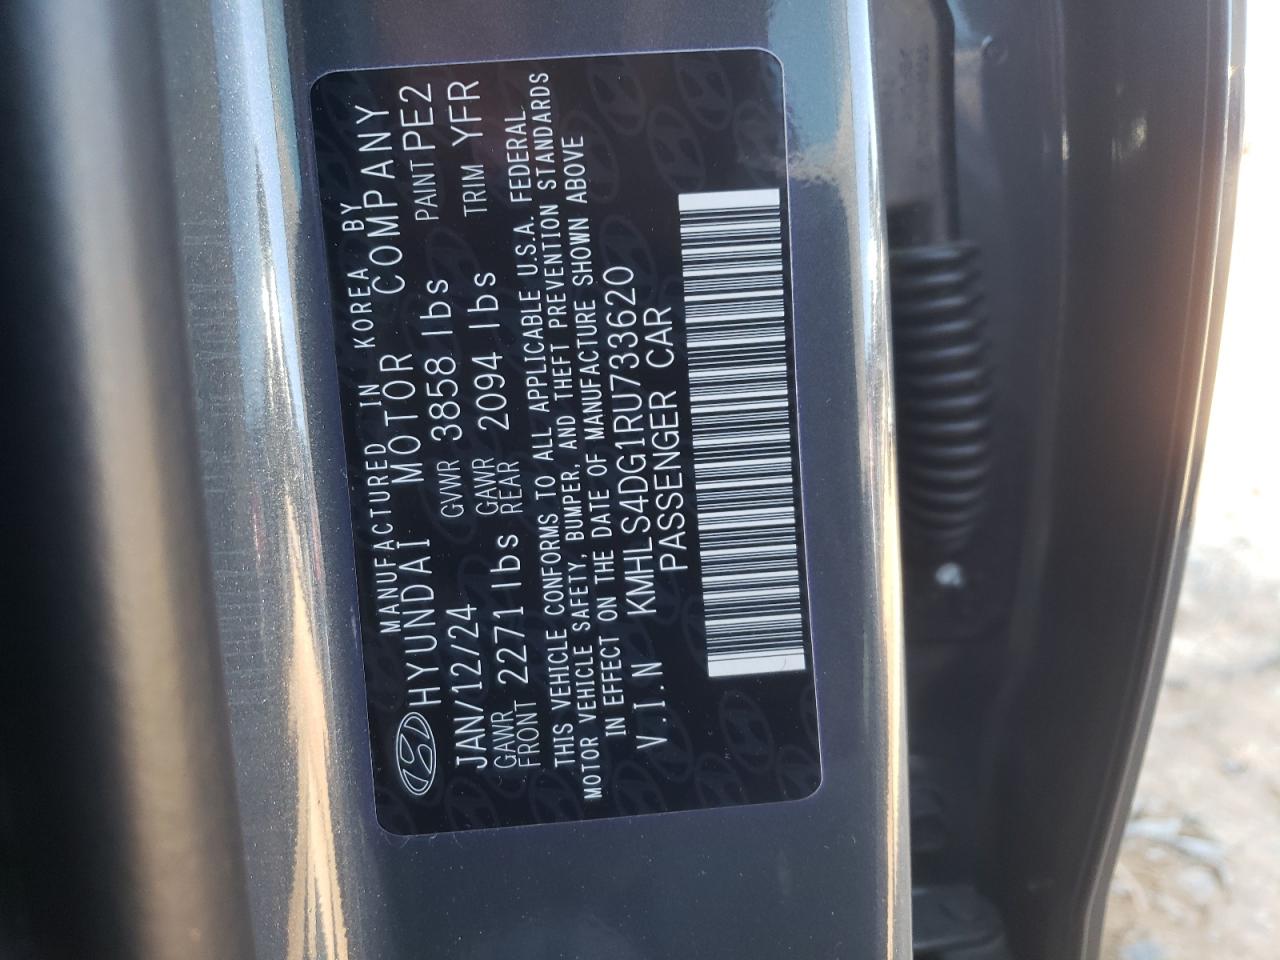 MANUFACTURED IN KOREA BY
HYUNDAI MOTOR COMPANY
JAN/12/24 GVWR 3858 lbs PAINT PE2
GAWR FRONT 2271 lbs GAWR REAR 2094 lbs TRIM YFR
THIS VEHICLE CONFORMS TO ALL APPLICABLE U.S.A. FEDERAL
MOTOR VEHICLE SAFETY, BUMPER, AND THEFT PREVENTION STANDARDS
IN EFFECT ON THE DATE OF MANUFACTURE SHOWN ABOVE
V.I.N KMHLS4DG1RU733620
PASSENGER CAR